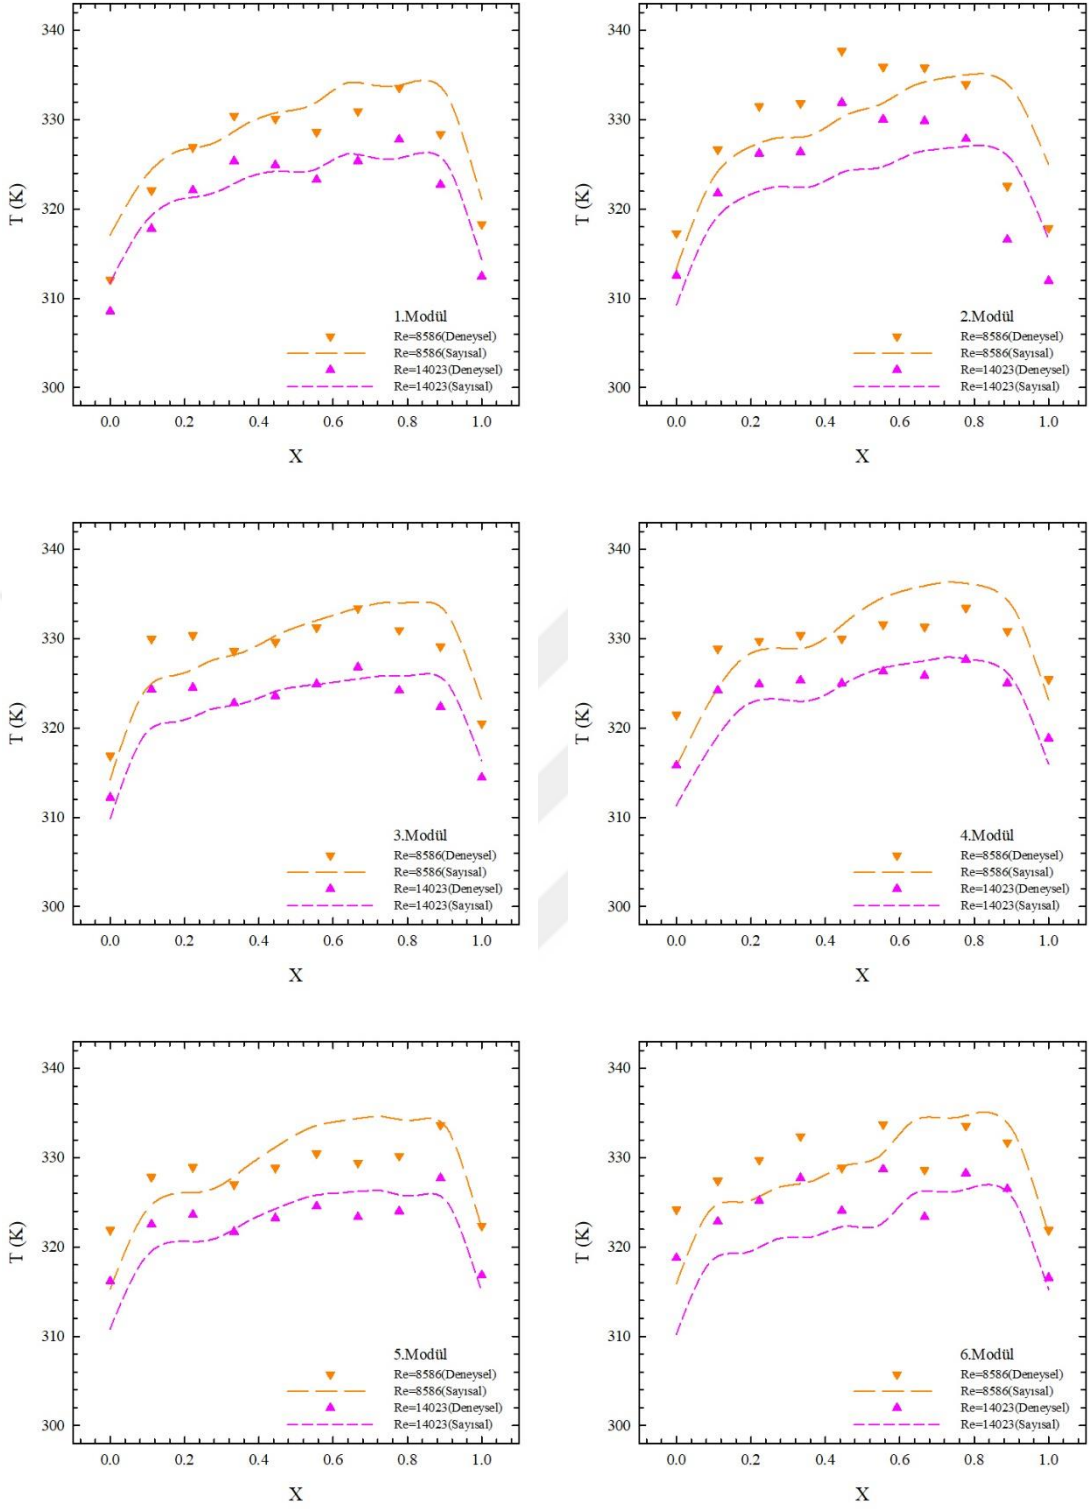 340
330
320
310
300
T (K)
1.Modül
Re=8586(Deneysel)
Re=8586(Sayısal)
Re=14023(Deneysel)
Re=14023(Sayısal)
0.0 0.2 0.4 0.6 0.8 1.0
X
340
330
320
310
300
T (K)
2.Modül
Re=8586(Deneysel)
Re=8586(Sayısal)
Re=14023(Deneysel)
Re=14023(Sayısal)
0.0 0.2 0.4 0.6 0.8 1.0
X
340
330
320
310
300
T (K)
3.Modül
Re=8586(Deneysel)
Re=8586(Sayısal)
Re=14023(Deneysel)
Re=14023(Sayısal)
0.0 0.2 0.4 0.6 0.8 1.0
X
340
330
320
310
300
T (K)
4.Modül
Re=8586(Deneysel)
Re=8586(Sayısal)
Re=14023(Deneysel)
Re=14023(Sayısal)
0.0 0.2 0.4 0.6 0.8 1.0
X
340
330
320
310
300
T (K)
5.Modül
Re=8586(Deneysel)
Re=8586(Sayısal)
Re=14023(Deneysel)
Re=14023(Sayısal)
0.0 0.2 0.4 0.6 0.8 1.0
X
340
330
320
310
300
T (K)
6.Modül
Re=8586(Deneysel)
Re=8586(Sayısal)
Re=14023(Deneysel)
Re=14023(Sayısal)
0.0 0.2 0.4 0.6 0.8 1.0
X